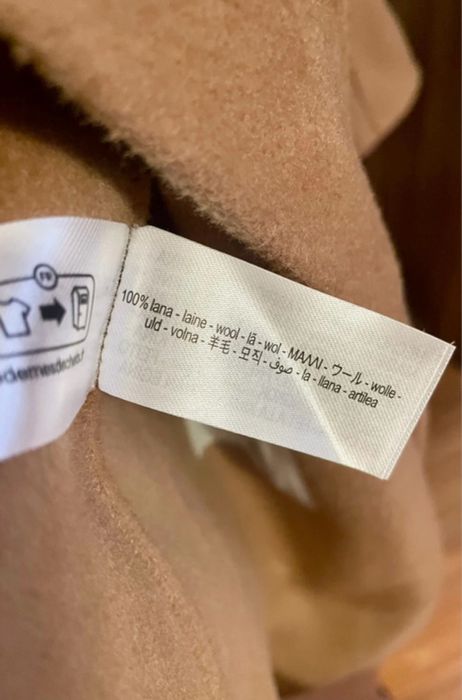 FR
100% lana - laine - wool - lã - wol - ΜΑΛΛΙ - ウール - wolle -
uld - volna - 羊毛 - 모직 - صوف - la - llana - artilea